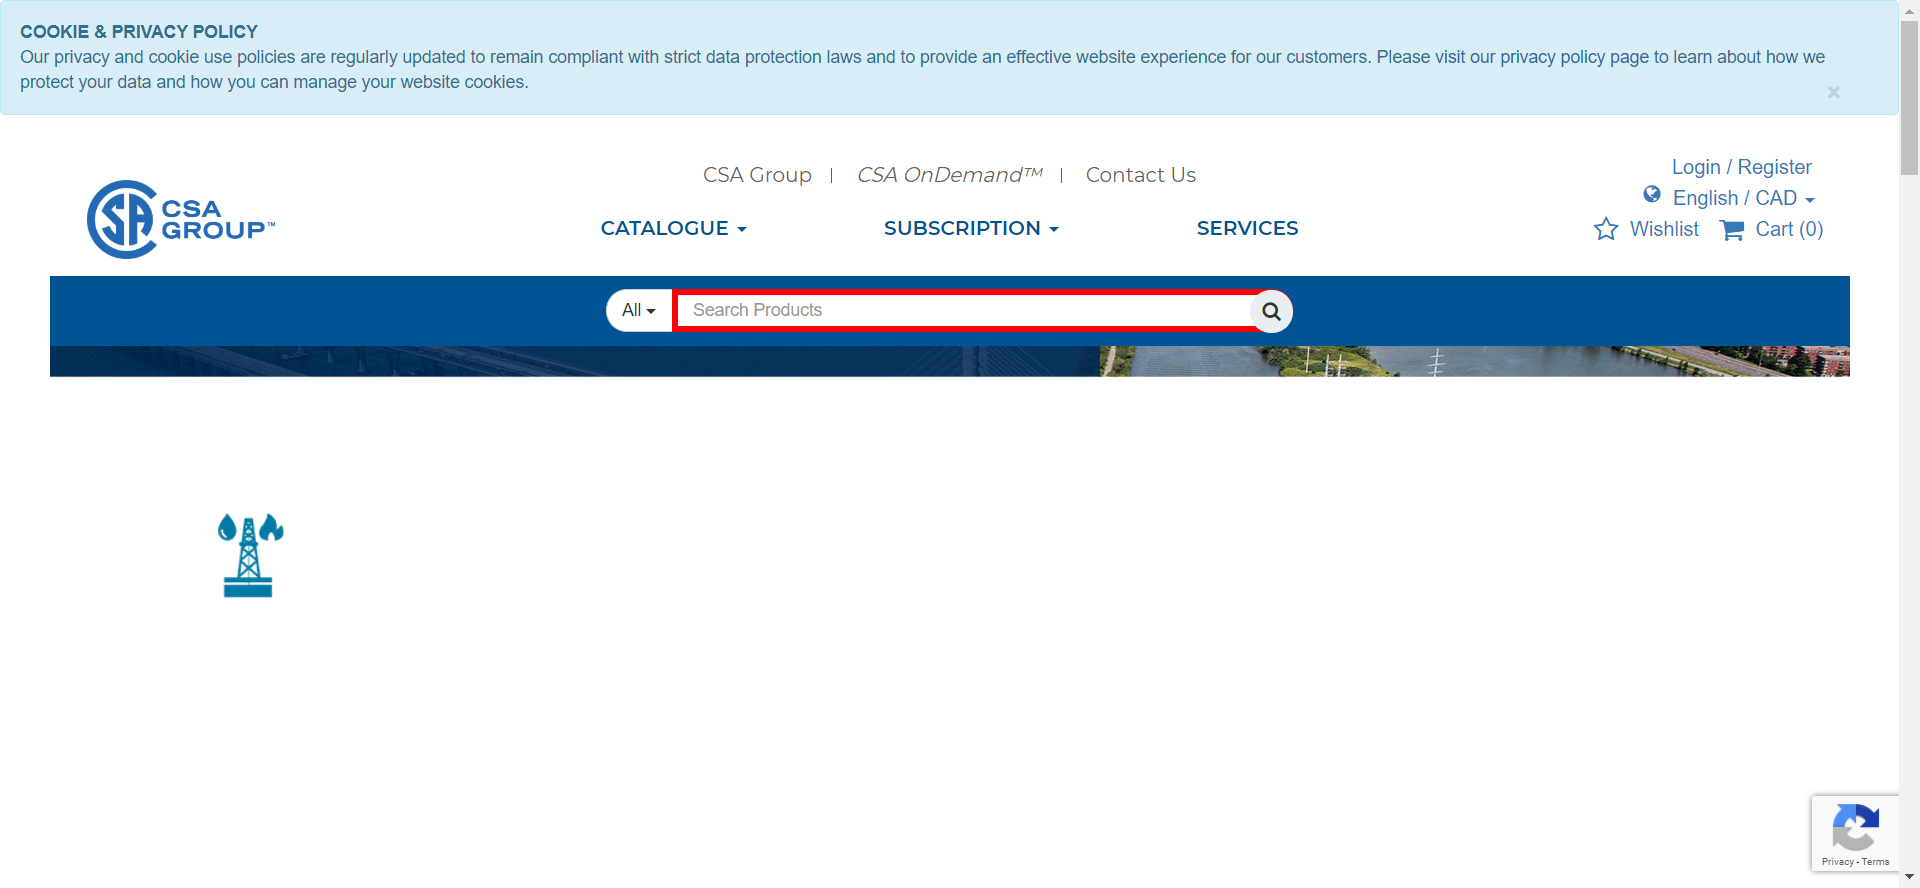 COOKIE & PRIVACY POLICY
Our privacy and cookie use policies are regularly updated to remain compliant with strict data protection laws and to provide an effective website experience for our customers. Please visit our privacy policy page to learn about how we
protect your data and how you can manage your website cookies.
×
CSA Group | CSA OnDemand™ | Contact Us
Login / Register
English / CAD
CSA
GROUP™
CATALOGUE
SUBSCRIPTION
SERVICES
Wishlist
Cart (0)
All
Search Products
Privacy - Terms